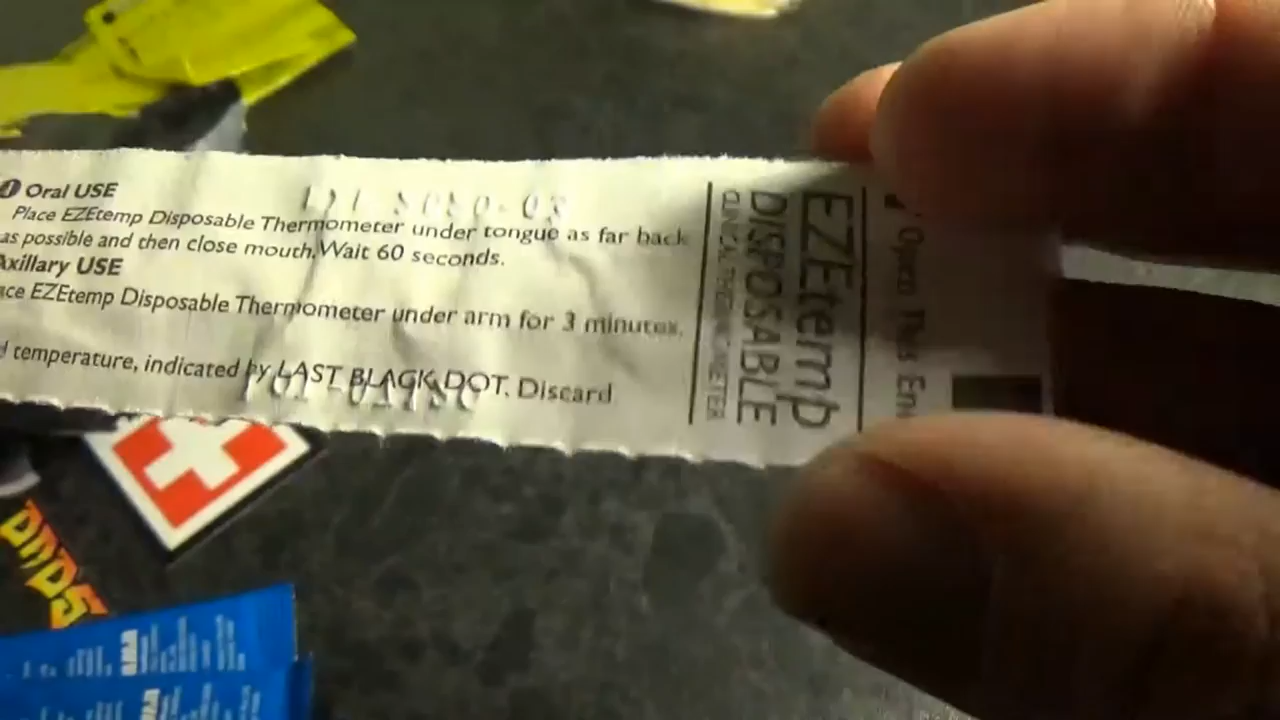 Oral USE
Place EZEtemp Disposable Thermometer under tongue as far back
as possible and then close mouth. Wait 60 seconds.
Axillary USE
EZEtemp Disposable Thermometer under arm for 3 minutes.
temperature, indicated by LAST BLACK DOT. Discard
EZEtemp
DISPOSABLE
CLINICAL THERMOMETER
Open This